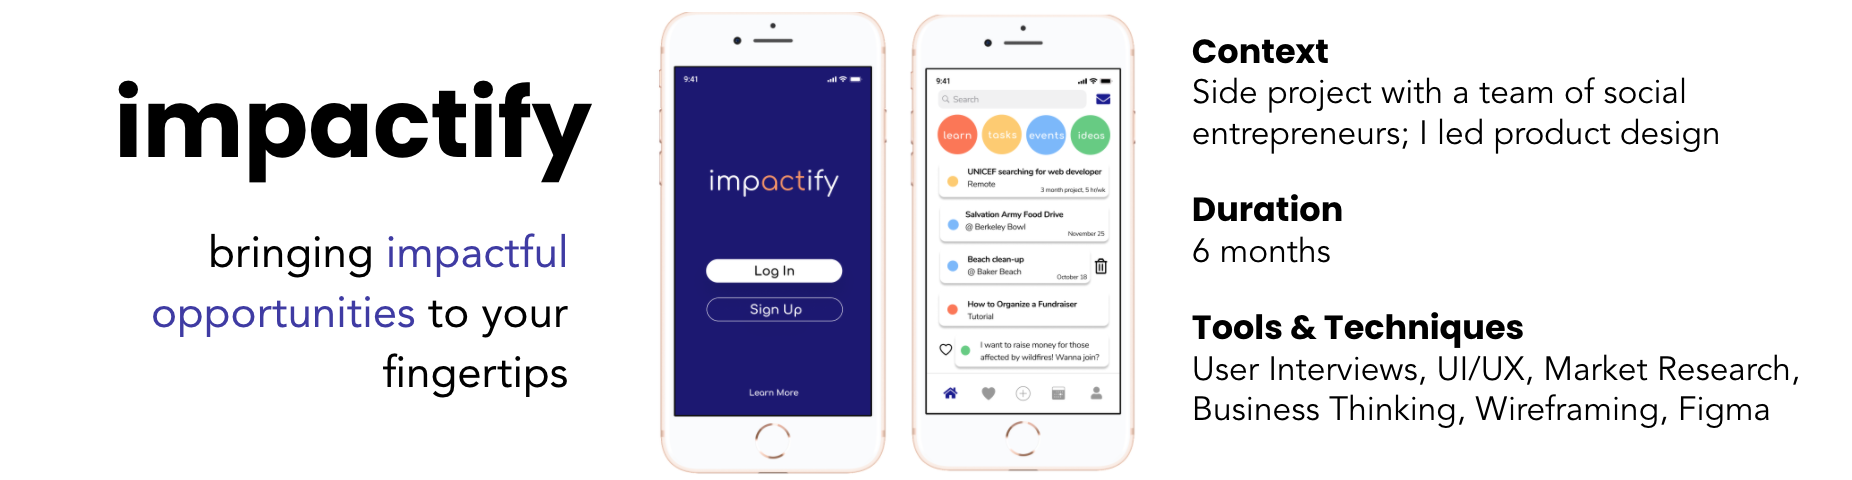 impactify
bringing impactful
opportunities to your
fingertips
9:41
impactify
Log In
Sign Up
Learn More
9:41
Search
learn
tasks
events
ideas
UNICEF searching for web developer
Remote
3 month project, 5 hr/wk
Salvation Army Food Drive
@ Berkeley Bowl
November 25
Beach clean-up
@ Baker Beach
October 18
How to Organize a Fundraiser
Tutorial
I want to raise money for those
affected by wildfires! Wanna join?
Context
Side project with a team of social
entrepreneurs; I led product design
Duration
6 months
Tools & Techniques
User Interviews, UI/UX, Market Research,
Business Thinking, Wireframing, Figma